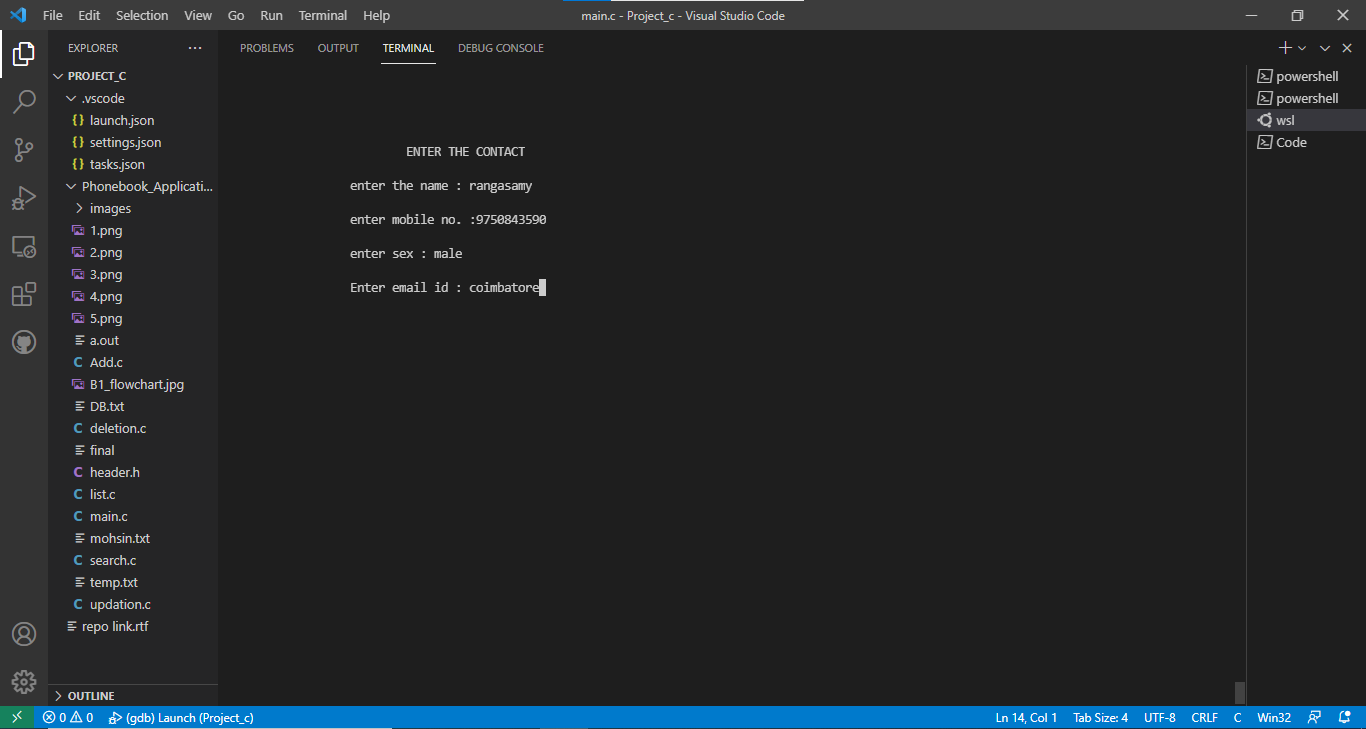 File Edit Selection View Go Run Terminal Help
main.c - Project_c - Visual Studio Code
EXPLORER
PROJECT_C
.vscode
launch.json
settings.json
tasks.json
Phonebook_Applicati...
images
1.png
2.png
3.png
4.png
5.png
a.out
Add.c
B1_flowchart.jpg
DB.txt
deletion.c
final
header.h
list.c
main.c
mohsin.txt
search.c
temp.txt
updation.c
repo link.rtf
OUTLINE
PROBLEMS OUTPUT TERMINAL DEBUG CONSOLE
ENTER THE CONTACT
enter the name : rangasamy
enter mobile no. :9750843590
enter sex : male
Enter email id : coimbatore
powershell
powershell
wsl
Code
0 0 (gdb) Launch (Project_c)
Ln 14, Col 1 Tab Size: 4 UTF-8 CRLF C Win32